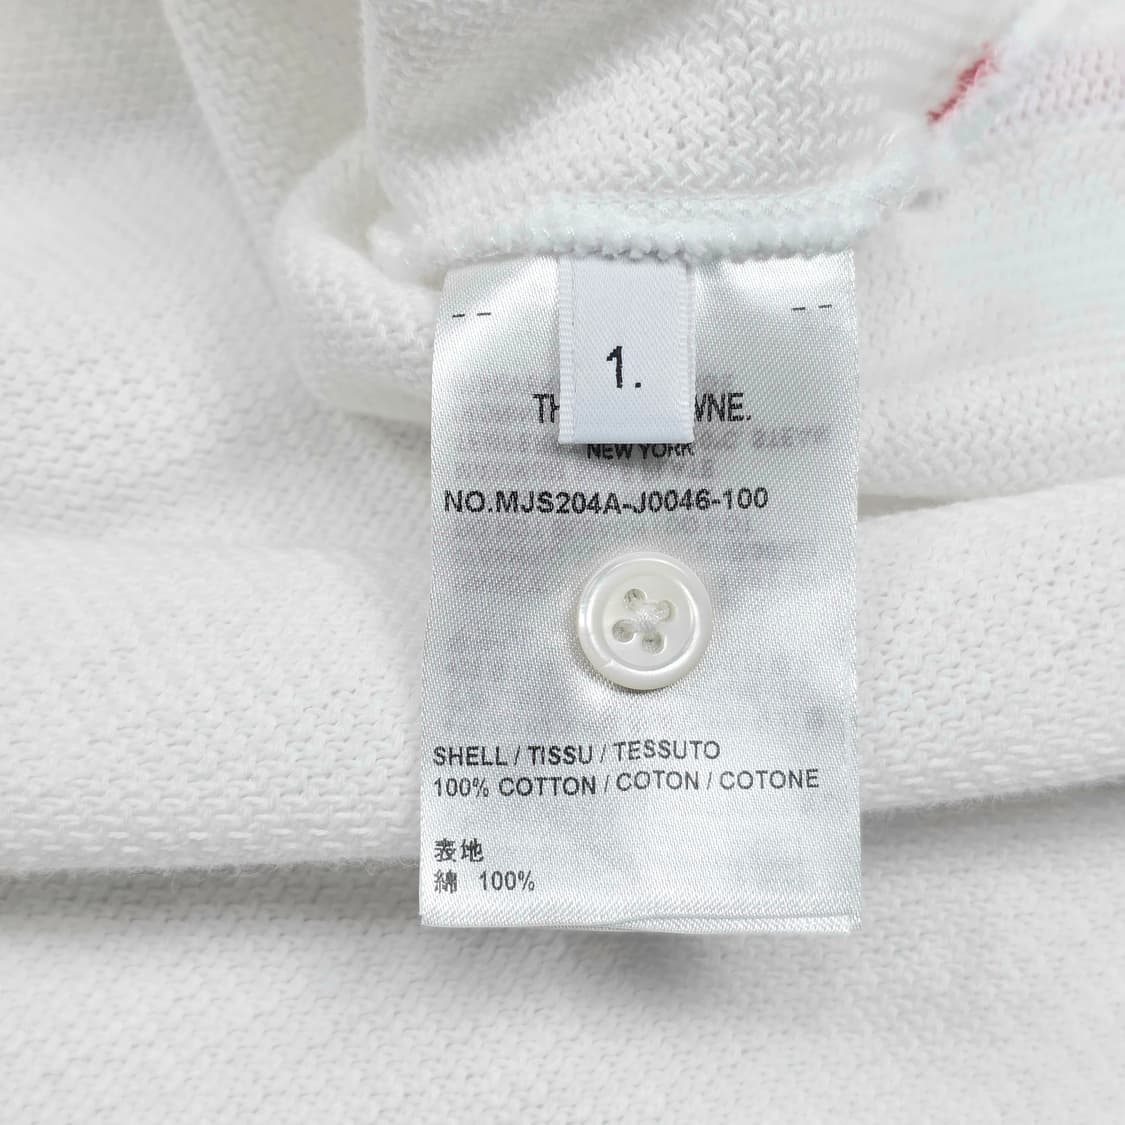 1.
TH WNE.
NEW YORK
NO.MJS204A-J0046-100
SHELL / TISSU / TESSUTO
100% COTTON / COTON / COTONE
表地
綿 100%